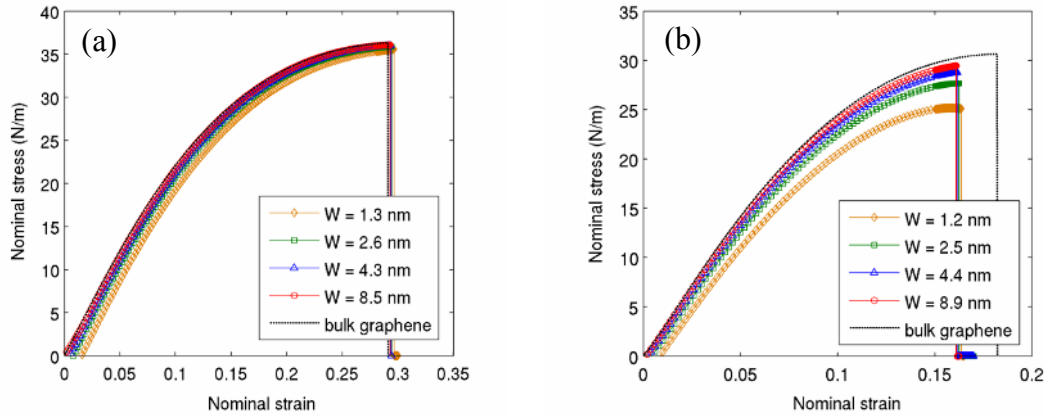 (a)
40
35
30
25
20
15
10
5
0
Nominal stress (N/m)
W = 1.3 nm
W = 2.6 nm
W = 4.3 nm
W = 8.5 nm
bulk graphene
0 0.05 0.1 0.15 0.2 0.25 0.3 0.35
Nominal strain
(b)
35
30
25
20
15
10
5
0
Nominal stress (N/m)
W = 1.2 nm
W = 2.5 nm
W = 4.4 nm
W = 8.9 nm
bulk graphene
0 0.05 0.1 0.15 0.2
Nominal strain